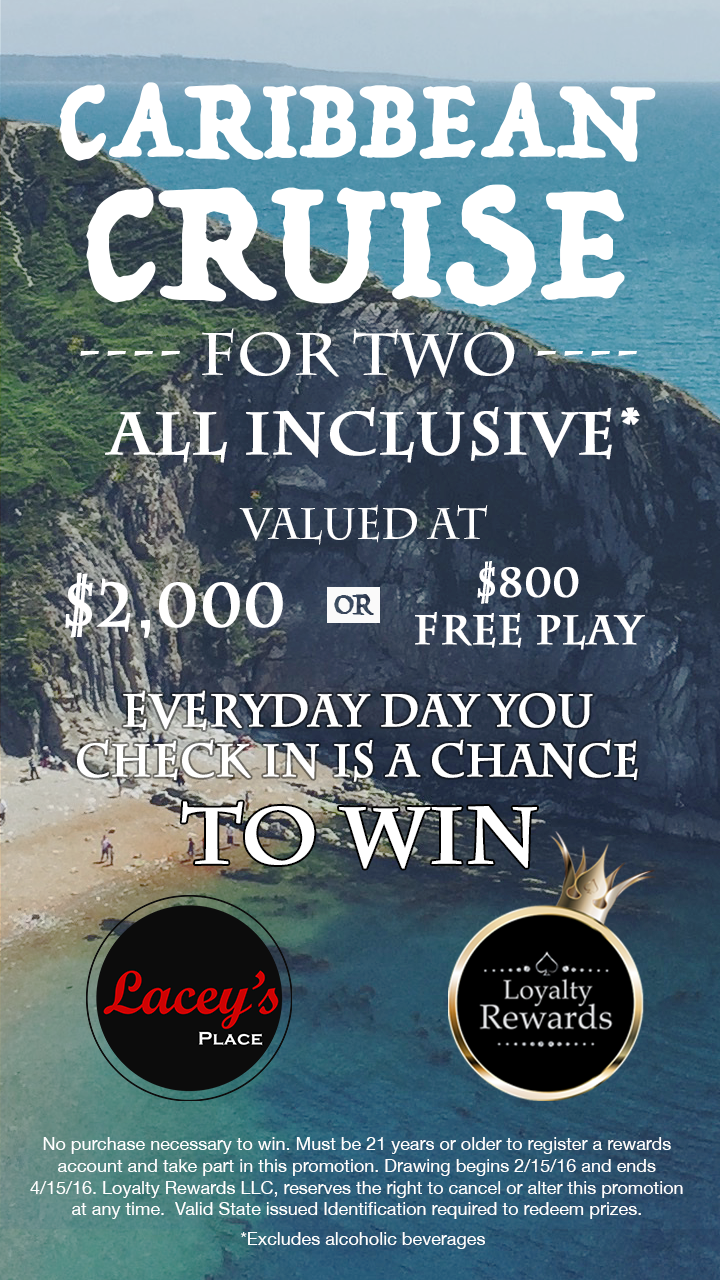 CARIBBEAN
CRUISE
---- FOR TWO ----
ALL INCLUSIVE*
VALUED AT
$2,000 OR $800 FREE PLAY
EVERYDAY DAY YOU
CHECK IN IS A CHANCE
TO WIN
Lacey's
PLACE
Loyalty
Rewards
No purchase necessary to win. Must be 21 years or older to register a rewards
account and take part in this promotion. Drawing begins 2/15/16 and ends
4/15/16. Loyalty Rewards LLC, reserves the right to cancel or alter this promotion
at any time. Valid State issued Identification required to redeem prizes.
*Excludes alcoholic beverages